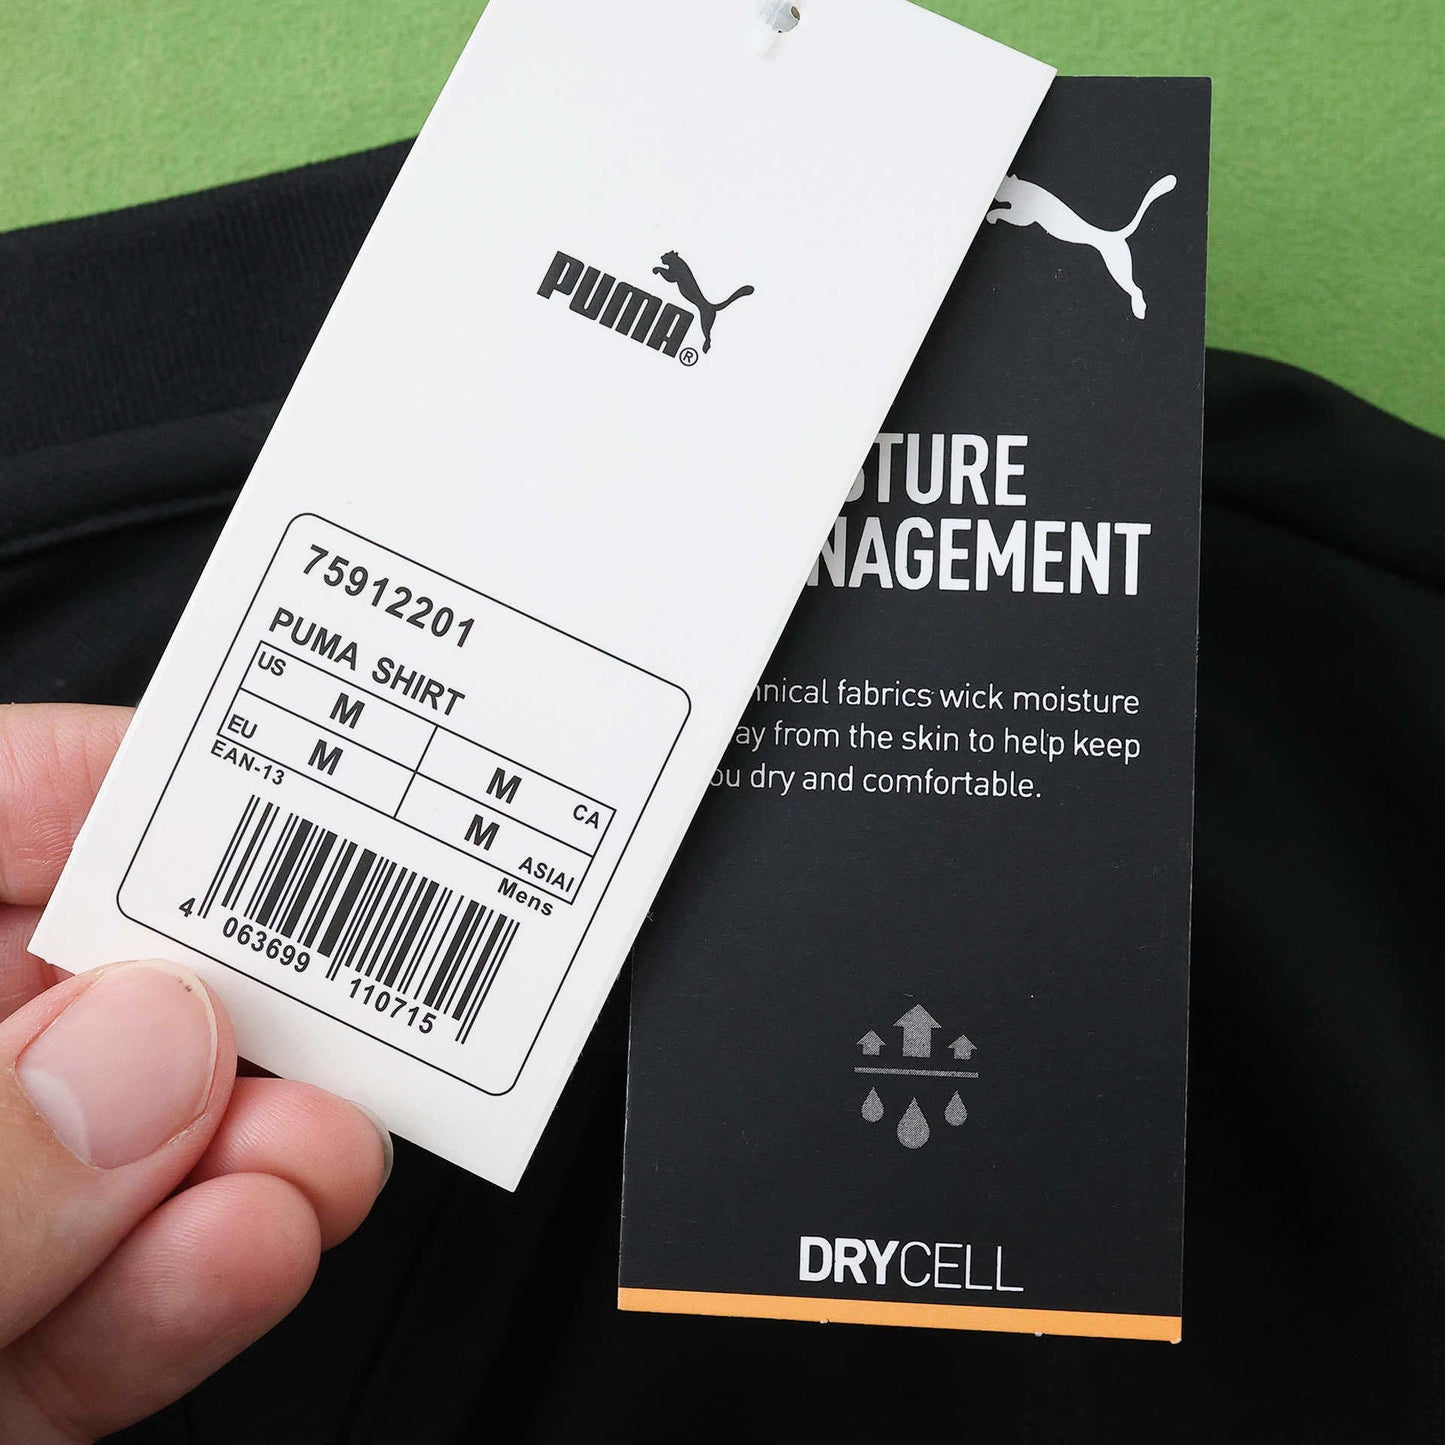 PUMA®
75912201
PUMA SHIRT
US M
M CA
EU M
M ASIAI
EAN-13
Mens
4 063699 110715
STURE
NAGEMENT
nical fabrics wick moisture
ay from the skin to help keep
ou dry and comfortable.
DRYCELL